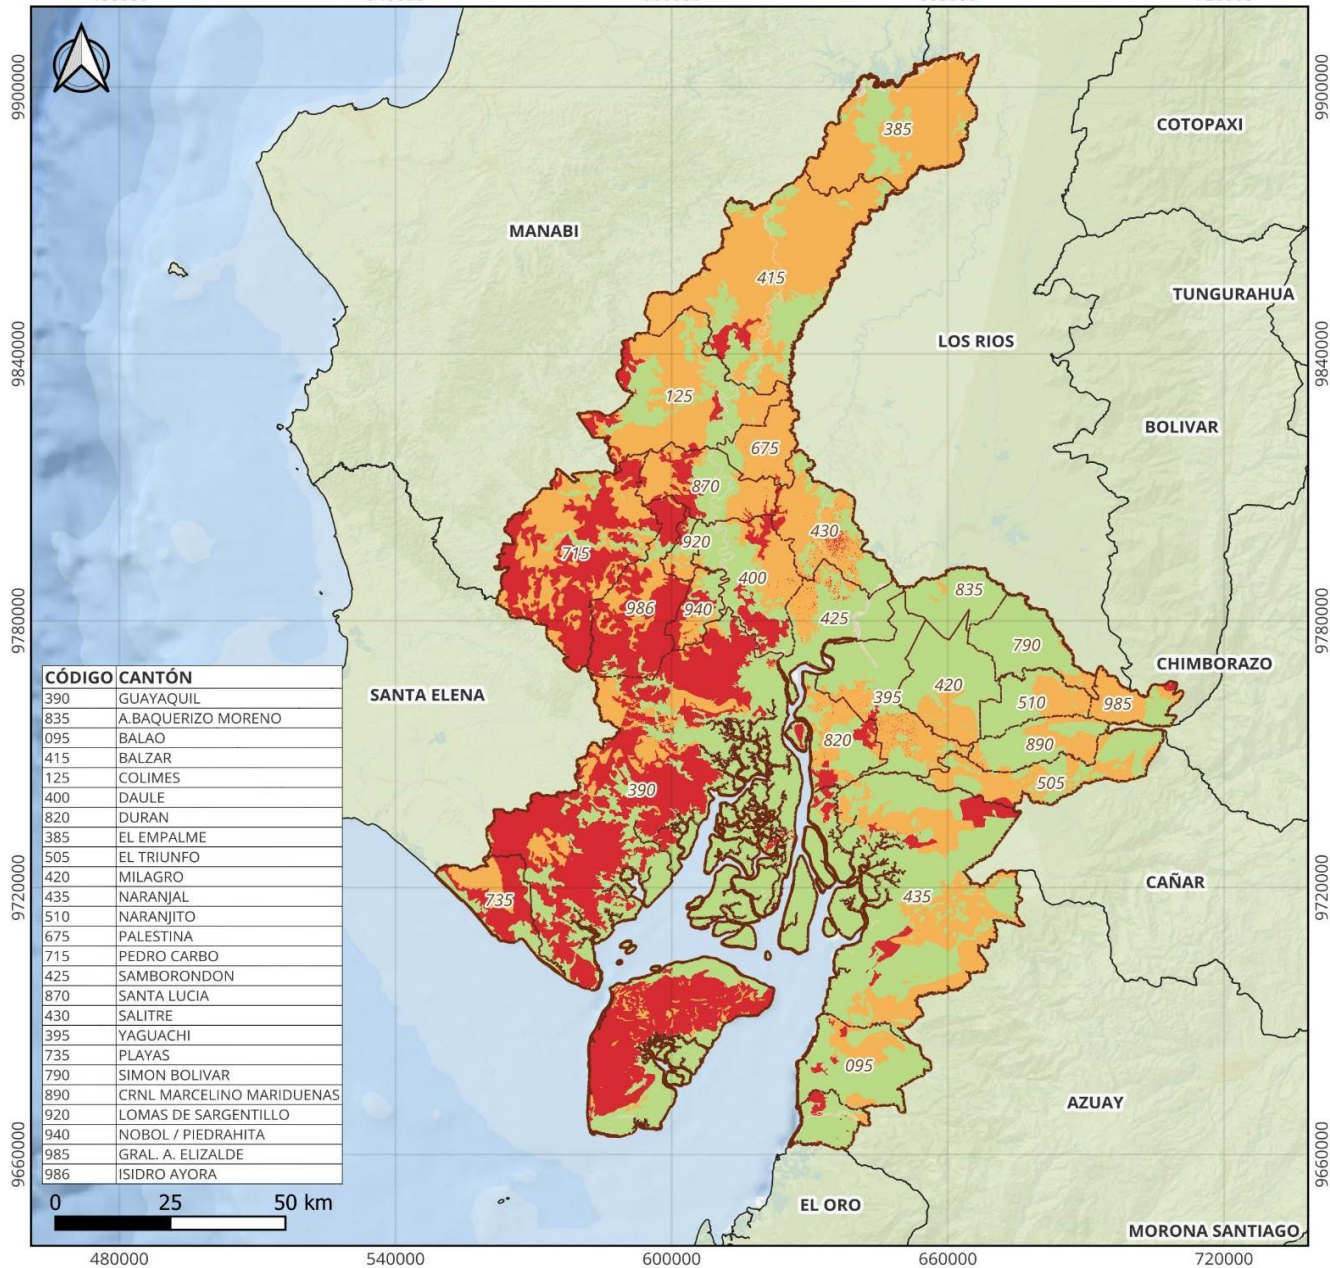 9900000
9900000
COTOPAXI
385
MANABI
415
TUNGURAHUA
LOS RIOS
9840000
9840000
125
BOLIVAR
675
870
430
715
920
400
835
986
940
425
9780000
9780000
790
CHIMBORAZO
SANTA ELENA
395
420
510
985
820
890
505
390
CAÑAR
9720000
9720000
735
435
095
AZUAY
9660000
9660000
EL ORO
MORONA SANTIAGO
CÓDIGO CANTÓN
390 GUAYAQUIL
835 A.BAQUERIZO MORENO
095 BALAO
415 BALZAR
125 COLIMES
400 DAULE
820 DURAN
385 EL EMPALME
505 EL TRIUNFO
420 MILAGRO
435 NARANJAL
510 NARANJITO
675 PALESTINA
715 PEDRO CARBO
425 SAMBORONDON
870 SANTA LUCIA
430 SALITRE
395 YAGUACHI
735 PLAYAS
790 SIMON BOLIVAR
890 CRNL MARCELINO MARIDUENAS
920 LOMAS DE SARGENTILLO
940 NOBOL / PIEDRAHITA
985 GRAL. A. ELIZALDE
986 ISIDRO AYORA
0 25 50 km
480000 540000 600000 660000 720000